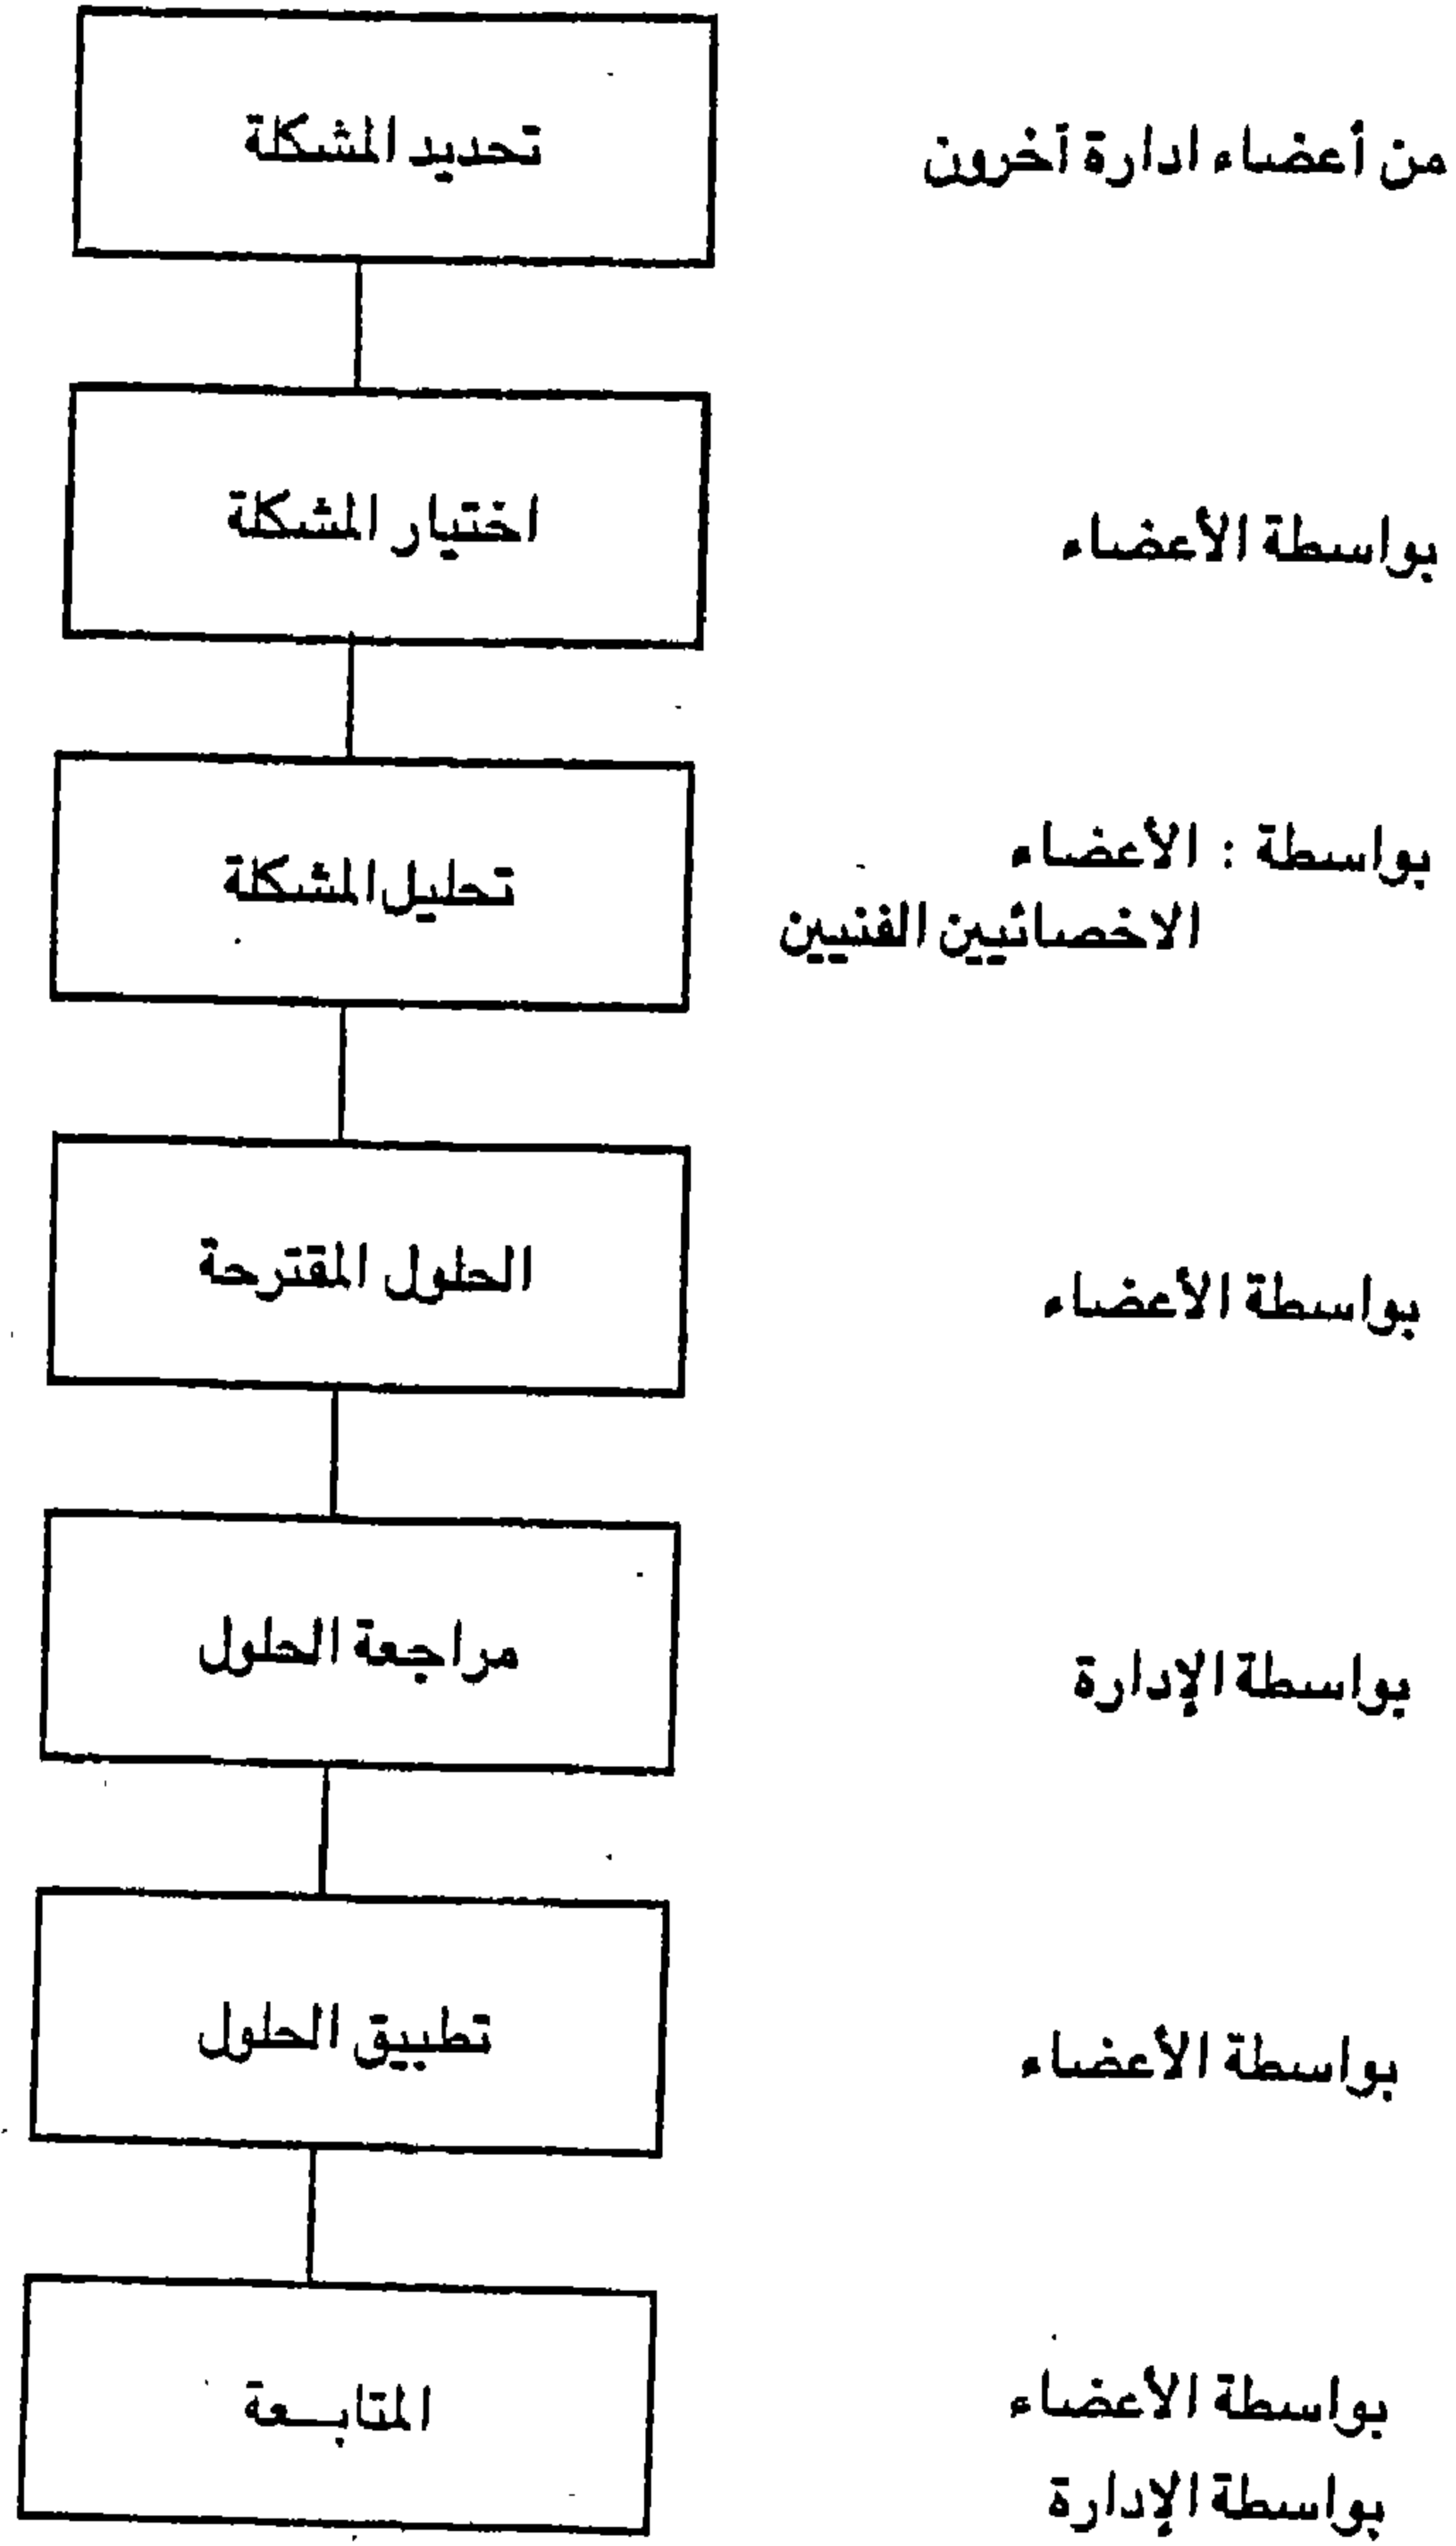 من أعضاء ادارة آخرون
تحديد المشكلة
بواسطة الأعضاء
اختيار المشكلة
بواسطة : الأعضاء
الاخصائيين الفنيين
تحليل المشكلة
بواسطة الأعضاء
الحلول المقترحة
بواسطة الإدارة
مراجعة الحلول
بواسطة الأعضاء
تطبيق الحلول
بواسطة الأعضاء
بواسطة الإدارة
المتابـعة